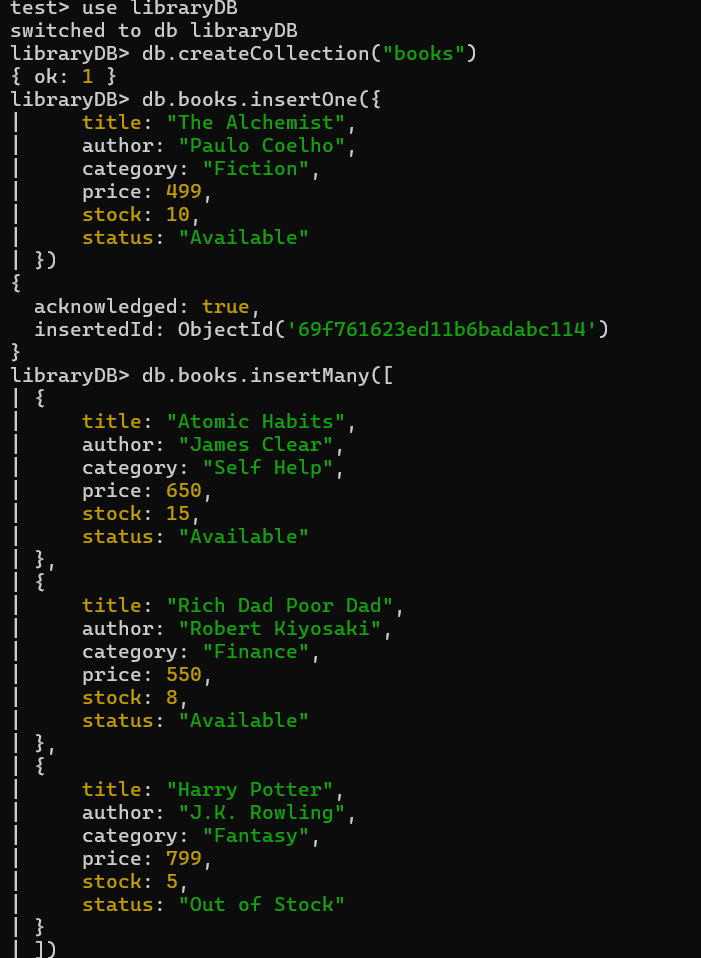 test> use libraryDB
switched to db libraryDB
libraryDB> db.createCollection("books")
{ ok: 1 }
libraryDB> db.books.insertOne({
|     title: "The Alchemist",
|     author: "Paulo Coelho",
|     category: "Fiction",
|     price: 499,
|     stock: 10,
|     status: "Available"
| })
{
  acknowledged: true,
  insertedId: ObjectId('69f761623ed11b6badabc114')
}
libraryDB> db.books.insertMany([
| {
|     title: "Atomic Habits",
|     author: "James Clear",
|     category: "Self Help",
|     price: 650,
|     stock: 15,
|     status: "Available"
| },
| {
|     title: "Rich Dad Poor Dad",
|     author: "Robert Kiyosaki",
|     category: "Finance",
|     price: 550,
|     stock: 8,
|     status: "Available"
| },
| {
|     title: "Harry Potter",
|     author: "J.K. Rowling",
|     category: "Fantasy",
|     price: 799,
|     stock: 5,
|     status: "Out of Stock"
| }
| ])